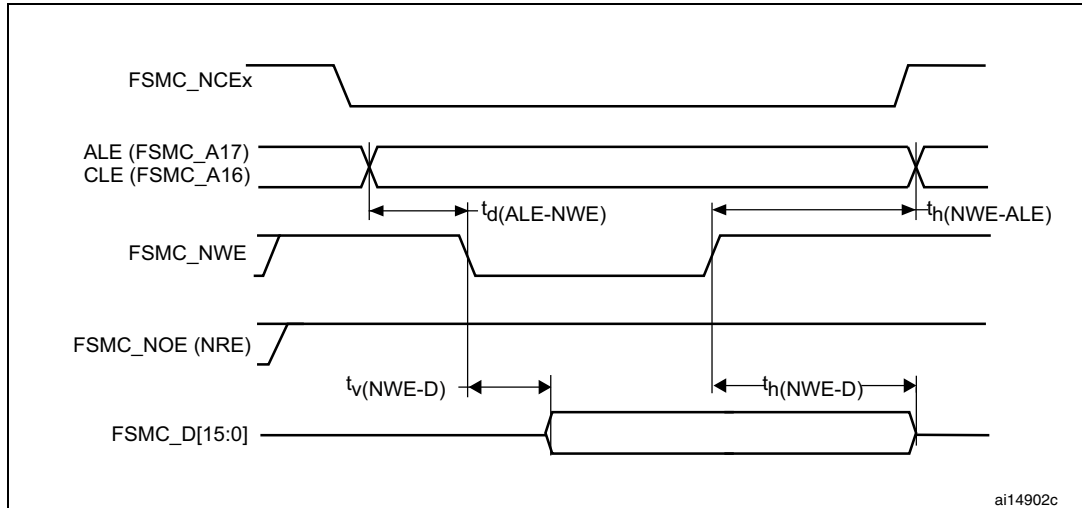 FSMC_NCEx
ALE (FSMC_A17)
CLE (FSMC_A16)
td(ALE-NWE)
th(NWE-ALE)
FSMC_NWE
FSMC_NOE (NRE)
tv(NWE-D)
th(NWE-D)
FSMC_D[15:0]
ai14902c